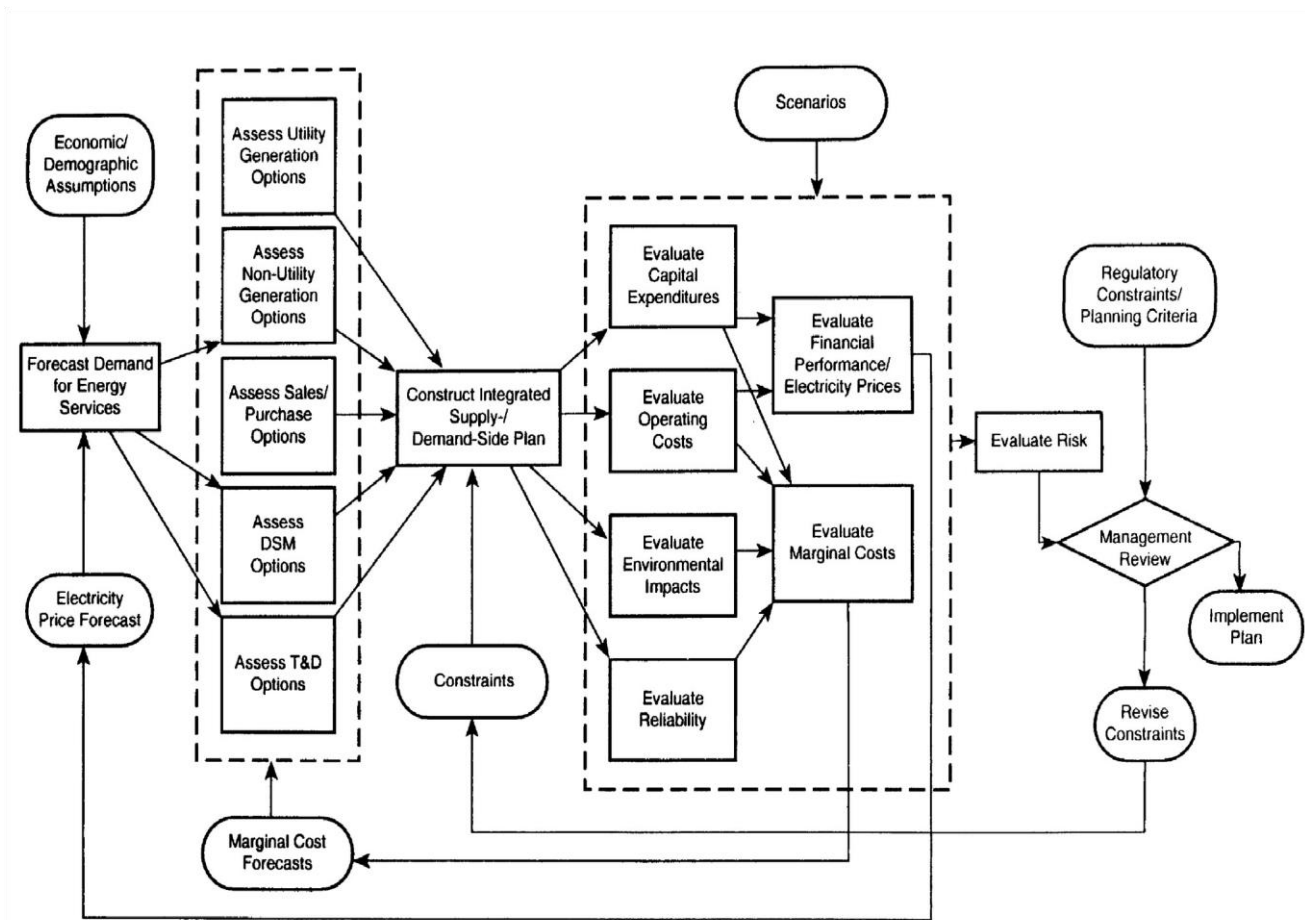 Economic/
Demographic
Assumptions
Forecast Demand
for Energy
Services
Electricity
Price Forecast
Assess Utility
Generation
Options
Assess
Non-Utility
Generation
Options
Assess Sales/
Purchase
Options
Assess
DSM
Options
Assess T&D
Options
Marginal Cost
Forecasts
Construct Integrated
Supply-/
Demand-Side Plan
Constraints
Scenarios
Evaluate
Capital
Expenditures
Evaluate
Operating
Costs
Evaluate
Environmental
Impacts
Evaluate
Reliability
Evaluate
Financial
Performance/
Electricity Prices
Evaluate
Marginal Costs
Evaluate Risk
Regulatory
Constraints/
Planning Criteria
Management
Review
Implement
Plan
Revise
Constraints